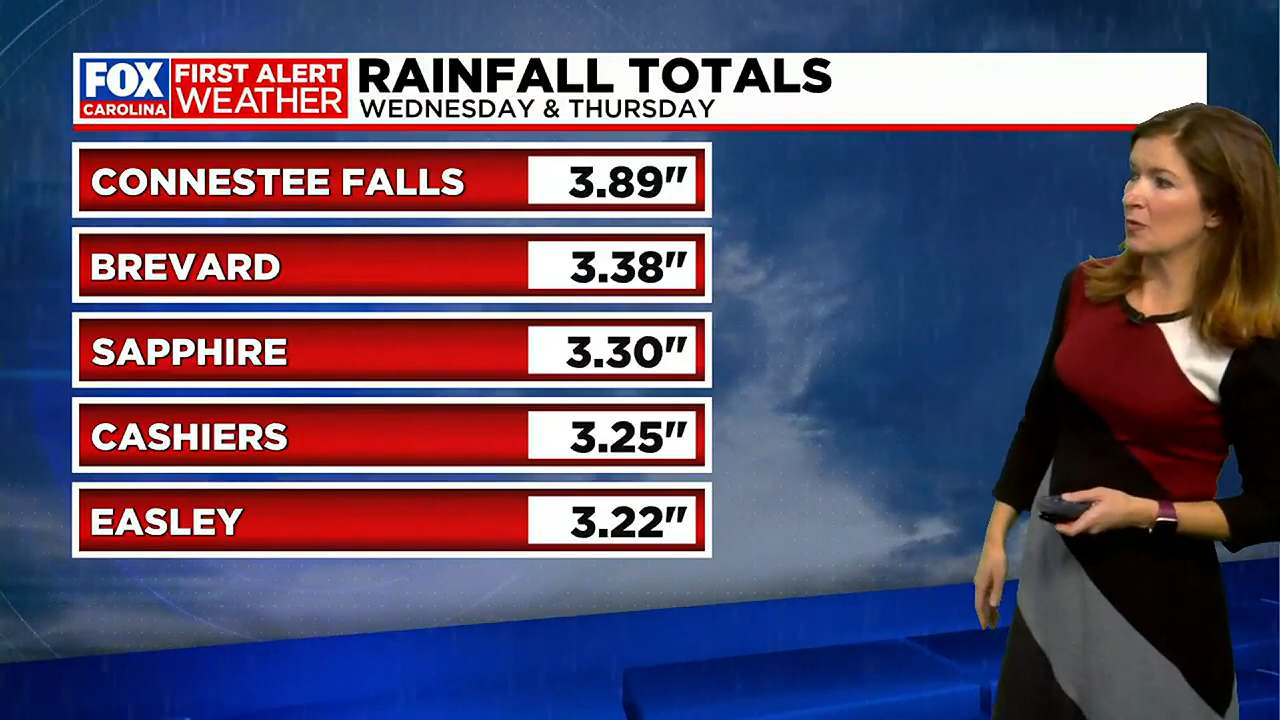 FOX
CAROLINA
FIRST ALERT
WEATHER
RAINFALL TOTALS
WEDNESDAY & THURSDAY
CONNESTEE FALLS 3.89"
BREVARD 3.38"
SAPPHIRE 3.30"
CASHIERS 3.25"
EASLEY 3.22"